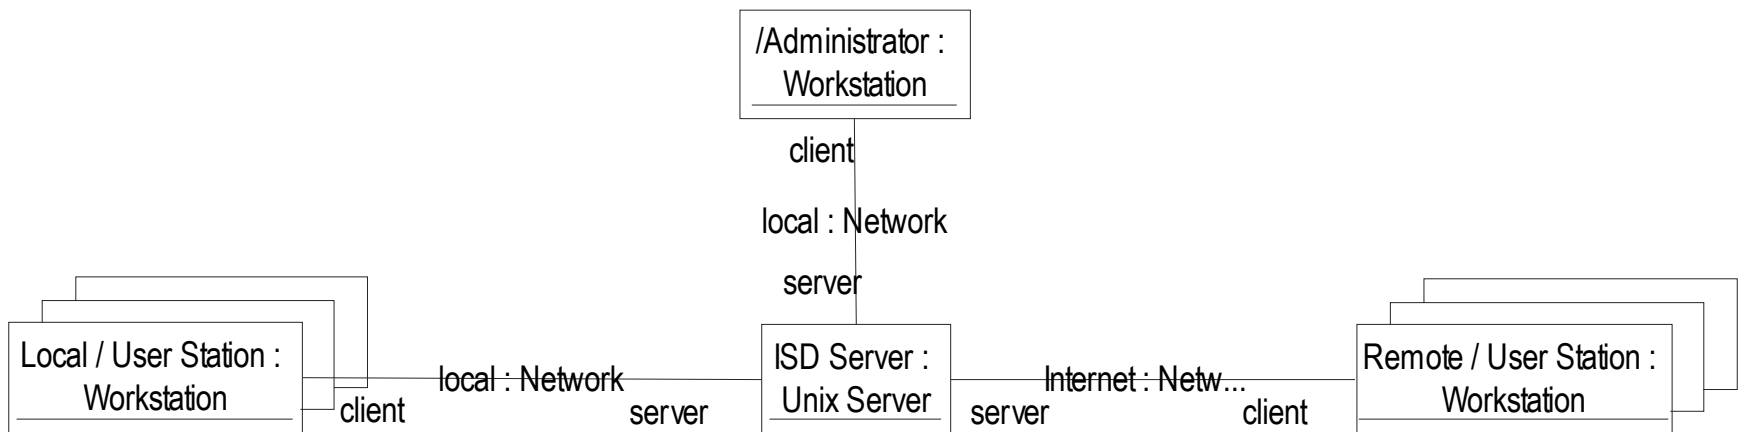 /Administrator :
Workstation
client
local : Network
server
Local / User Station :
Workstation
client
local : Network
server
ISD Server :
Unix Server
server
Internet : Netw...
client
Remote / User Station :
Workstation